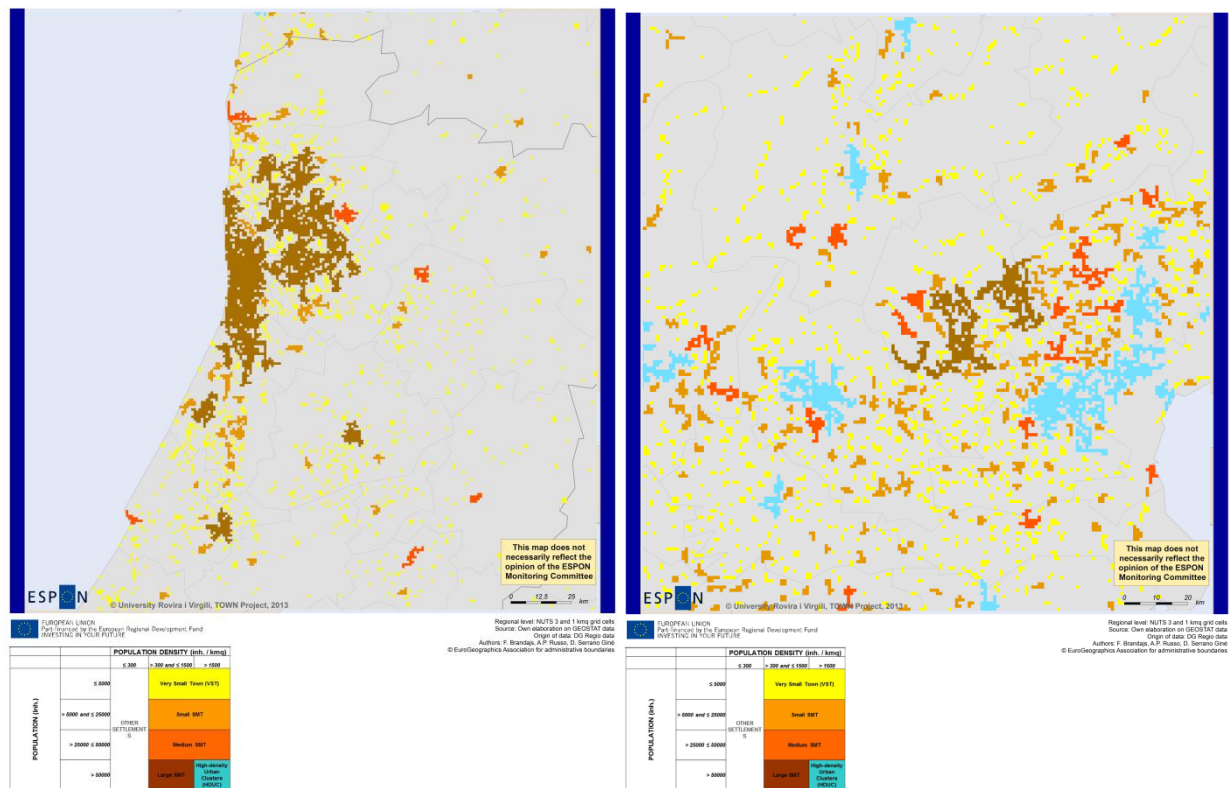 This map does not
necessarily reflect the
opinion of the ESPON
Monitoring Committee
ESPON
© University Rovira i Virgili, TOWN Project, 2013
0 12.5 25
km
EUROPEAN UNION
Part-financed by the European Regional Development Fund
INVESTING IN YOUR FUTURE
Regional level: NUTS 3 and 1 kmq grid cells
Source: Own elaboration on GEOSTAT data
Origin of data: DG Regio data
Authors: F. Brandajs, A.P. Russo, D. Serrano Giné
© EuroGeographics Association for administrative boundaries
POPULATION DENSITY (inh. / kmq)
≤ 300 > 300 and ≤ 1500 > 1500
POPULATION (inh.)
≤ 5000
Very Small Town (VST)
> 5000 and ≤ 25000
OTHER
SETTLEMENT
S
Small SMT
> 25000 ≤ 50000
Medium SMT
> 50000
Large SMT
High-density
Urban
Clusters
(HDUC)
This map does not
necessarily reflect the
opinion of the ESPON
Monitoring Committee
ESPON
© University Rovira i Virgili, TOWN Project, 2013
0 10 20
km
EUROPEAN UNION
Part-financed by the European Regional Development Fund
INVESTING IN YOUR FUTURE
Regional level: NUTS 3 and 1 kmq grid cells
Source: Own elaboration on GEOSTAT data
Origin of data: DG Regio data
Authors: F. Brandajs, A.P. Russo, D. Serrano Giné
© EuroGeographics Association for administrative boundaries
POPULATION DENSITY (inh. / kmq)
≤ 300 > 300 and ≤ 1500 > 1500
POPULATION (inh.)
≤ 5000
Very Small Town (VST)
> 5000 and ≤ 25000
OTHER
SETTLEMENT
S
Small SMT
> 25000 ≤ 50000
Medium SMT
> 50000
Large SMT
High-density
Urban
Clusters
(HDUC)